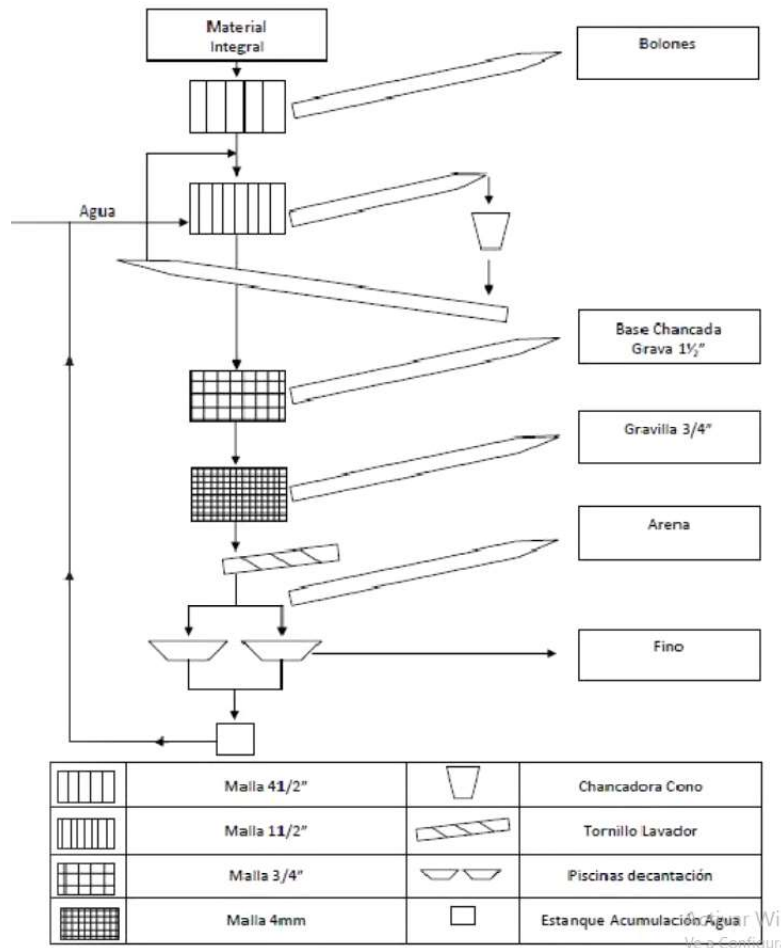 Material
Integral
Bolones
Agua
Base Chancada
Grava 1½"
Gravilla 3/4"
Arena
Fino
Malla 41/2"
Chancadora Cono
Malla 11/2"
Tornillo Lavador
Malla 3/4"
Piscinas decantación
Malla 4mm
Estanque Acumulación Agua